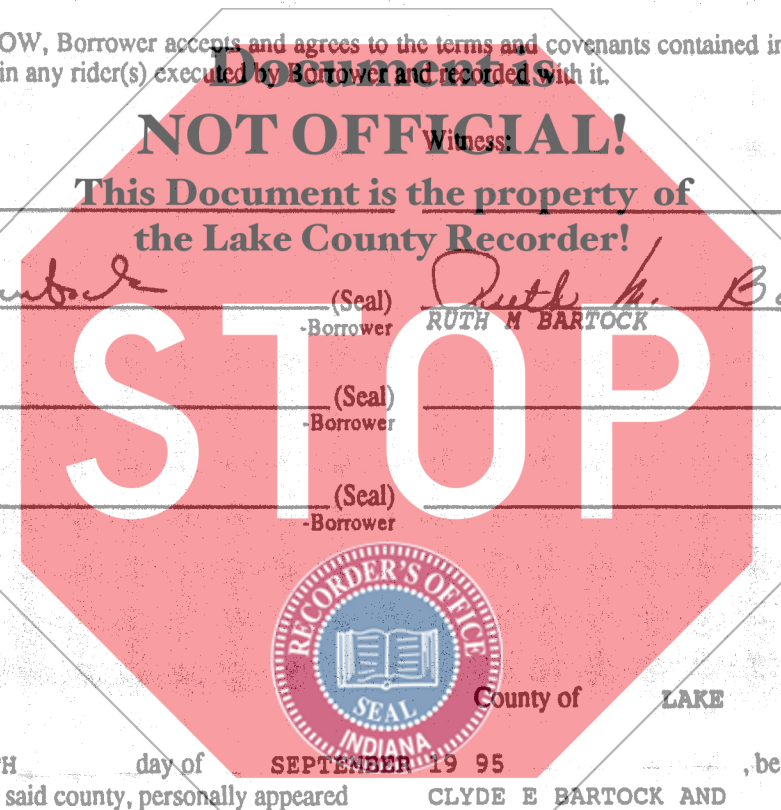 OW, Borrower accepts and agrees to the terms and covenants contained in
in any rider(s) executed by Borrower and recorded with it.
Document is
NOT OFFICIAL!
Witness:
This Document is the property of
the Lake County Recorder!
(Seal) Ruth M. Ba
-Borrower RUTH M BARTOCK
STOP
(Seal)
-Borrower
(Seal)
-Borrower
RECORDER'S OFFICE
SEAL
INDIANA
County of LAKE
H day of SEPTEMBER 19 95 , be
said county, personally appeared CLYDE E BARTOCK AND